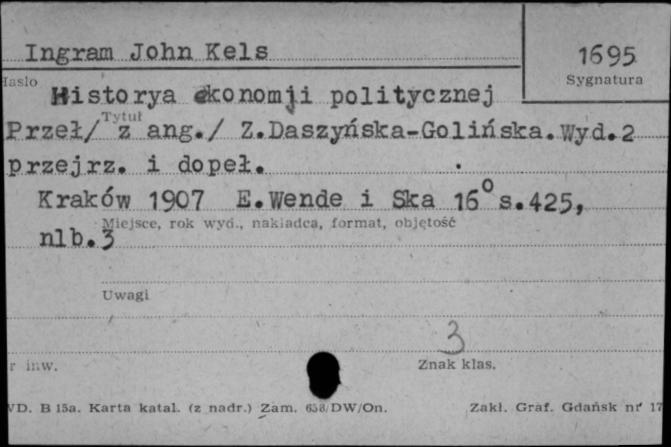 Ingram John Kels
1695
Sygnatura
Hasło
Historya ekonomji politycznej
Tytuł
Przeł/ z ang./ Z.Daszyńska-Golińska.Wyd.2
przejrz. i dopeł.
Kraków 1907 E.Wende i Ska 16° s.425,
Miejsce, rok wyd., nakładca, format, objętość
nlb.3
Uwagi
3
r inw.
Znak klas.
WD. B 15a. Karta katal. (z nadr.) Zam. 658/DW/On.
Zakł. Graf. Gdańsk nr 17